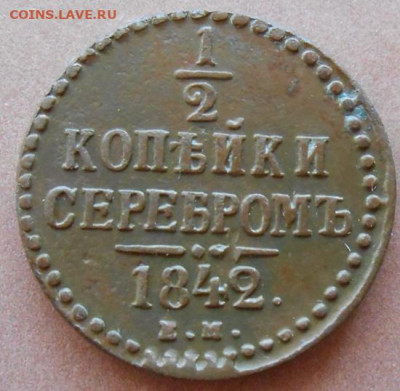 COINS.LAVE.RU
1
2
КОПѢЙКИ
СЕРЕБРОМЪ
1842.
Е.М.